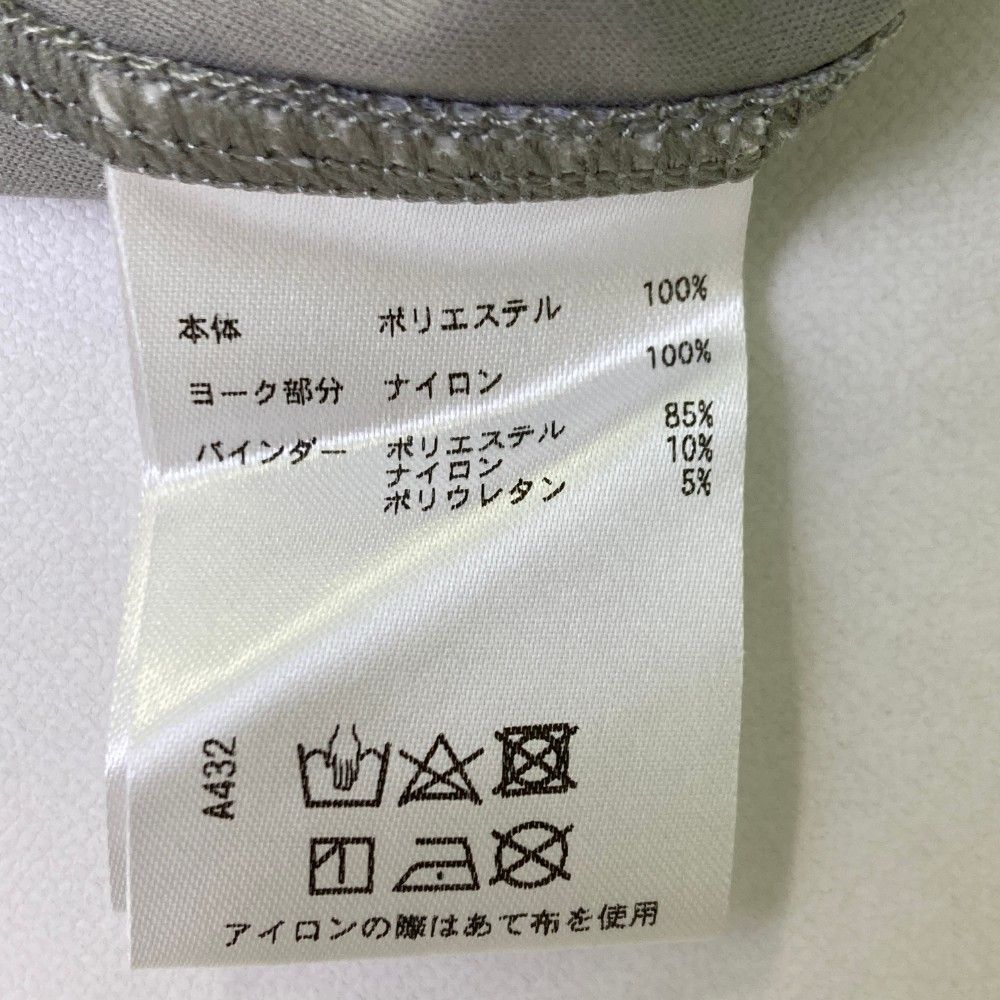 本体 ポリエステル 100%
ヨーク部分 ナイロン 100%
バインダー ポリエステル 85%
ナイロン 10%
ポリウレタン 5%
A432
アイロンの際はあて布を使用